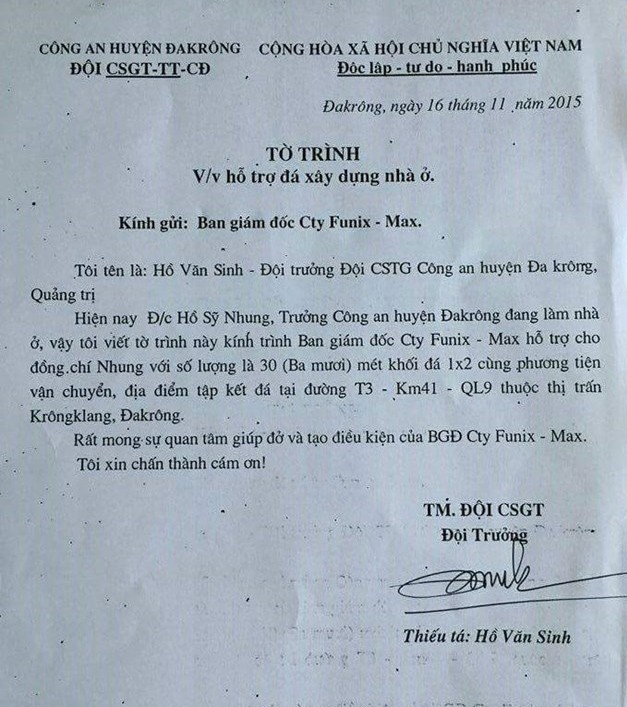 CÔNG AN HUYỆN ĐAKRÔNG CỘNG HÒA XÃ HỘI CHỦ NGHĨA VIỆT NAM
ĐỘI CSGT-TT-CĐ Độc lập - tư do - hanh phúc
Đakrông, ngày 16 tháng 11 năm 2015
TỜ TRÌNH
V/v hỗ trợ đá xây dựng nhà ở.
Kính gửi: Ban giám đốc Cty Funix - Max.
Tôi tên là: Hồ Văn Sinh - Đội trưởng Đội CSTG Công an huyện Đa krông,
Quảng trị
Hiện nay Đ/c Hồ Sỹ Nhung, Trưởng Công an huyện Đakrông đang làm nhà
ở, vậy tôi viết tờ trình này kính trình Ban giám đốc Cty Funix - Max hỗ trợ cho
đồng.chí Nhung với số lượng là 30 (Ba mươi) mét khối đá 1x2 cùng phương tiện
vận chuyển, địa điểm tập kết đá tại đường T3 - Km41 - QL9 thuộc thị trấn
Krôngklang, Đakrông.
Rất mong sự quan tâm giúp đở và tạo điều kiện của BGĐ Cty Funix - Max.
Tôi xin chấn thành cám ơn!
TM. ĐỘI CSGT
Đội Trưởng
Thiếu tá: Hồ Văn Sinh